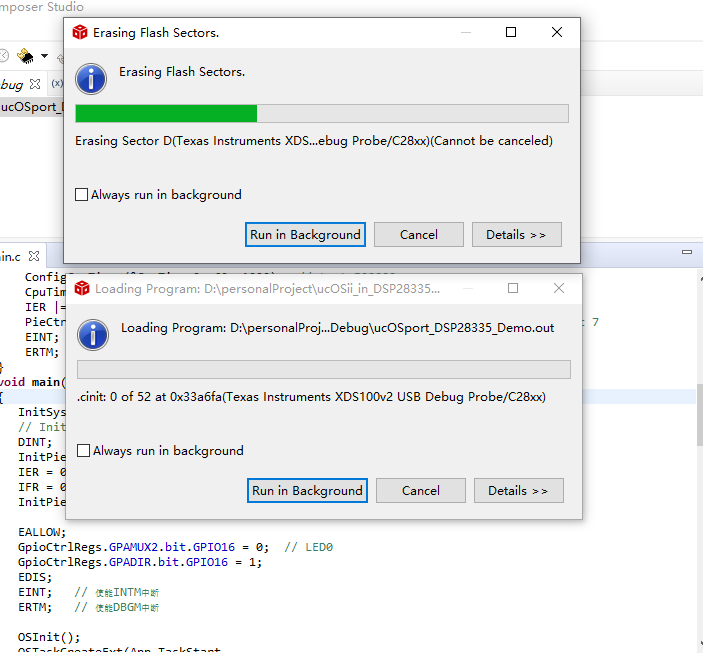 mposer Studio
Erasing Flash Sectors.
Erasing Flash Sectors.
bug
(x)
ucOSport_D
Erasing Sector D(Texas Instruments XDS...ebug Probe/C28xx)(Cannot be canceled)
Always run in background
Run in Background
Cancel
Details >>
in.c
CpuTim
IER |=
PieCtr
7
EINT;
ERTM;
}
Loading Program: D:\personalProject\ucOSii_in_DSP28335...
Loading Program: D:\personalProj...Debug\ucOSport_DSP28335_Demo.out
.cinit: 0 of 52 at 0x33a6fa(Texas Instruments XDS100v2 USB Debug Probe/C28xx)
Always run in background
Run in Background
Cancel
Details >>
void main(
{
InitSys
// Init
DINT;
InitPie
IER = 0
IFR = 0
InitPie
EALLOW;
GpioCtrlRegs.GPAMUX2.bit.GPIO16 = 0; // LED0
GpioCtrlRegs.GPADIR.bit.GPIO16 = 1;
EDIS;
EINT; // 使能INTM中断
ERTM; // 使能DBGM中断
OSInit();
OSTaskCreateExt(App_TaskStart,